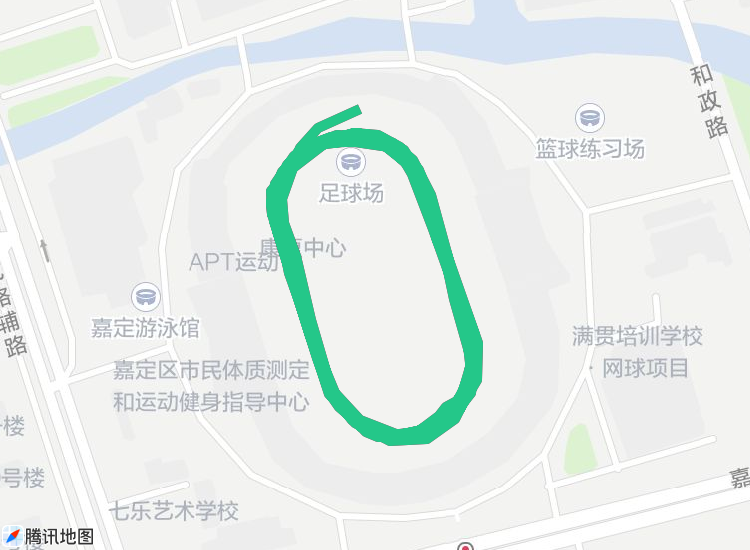 和政路
篮球练习场
足球场
康复中心
APT运动
嘉定游泳馆
路辅路
满贯培训学校
· 网球项目
嘉定区市民体质测定
和运动健身指导中心
楼
号楼
七乐艺术学校
嘉
腾讯地图